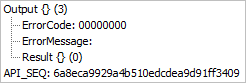 Output {} (3)
ErrorCode: 00000000
ErrorMessage:
Result {} (0)
API_SEQ: 6a8eca9929a4b510edcdea9d91ff3409